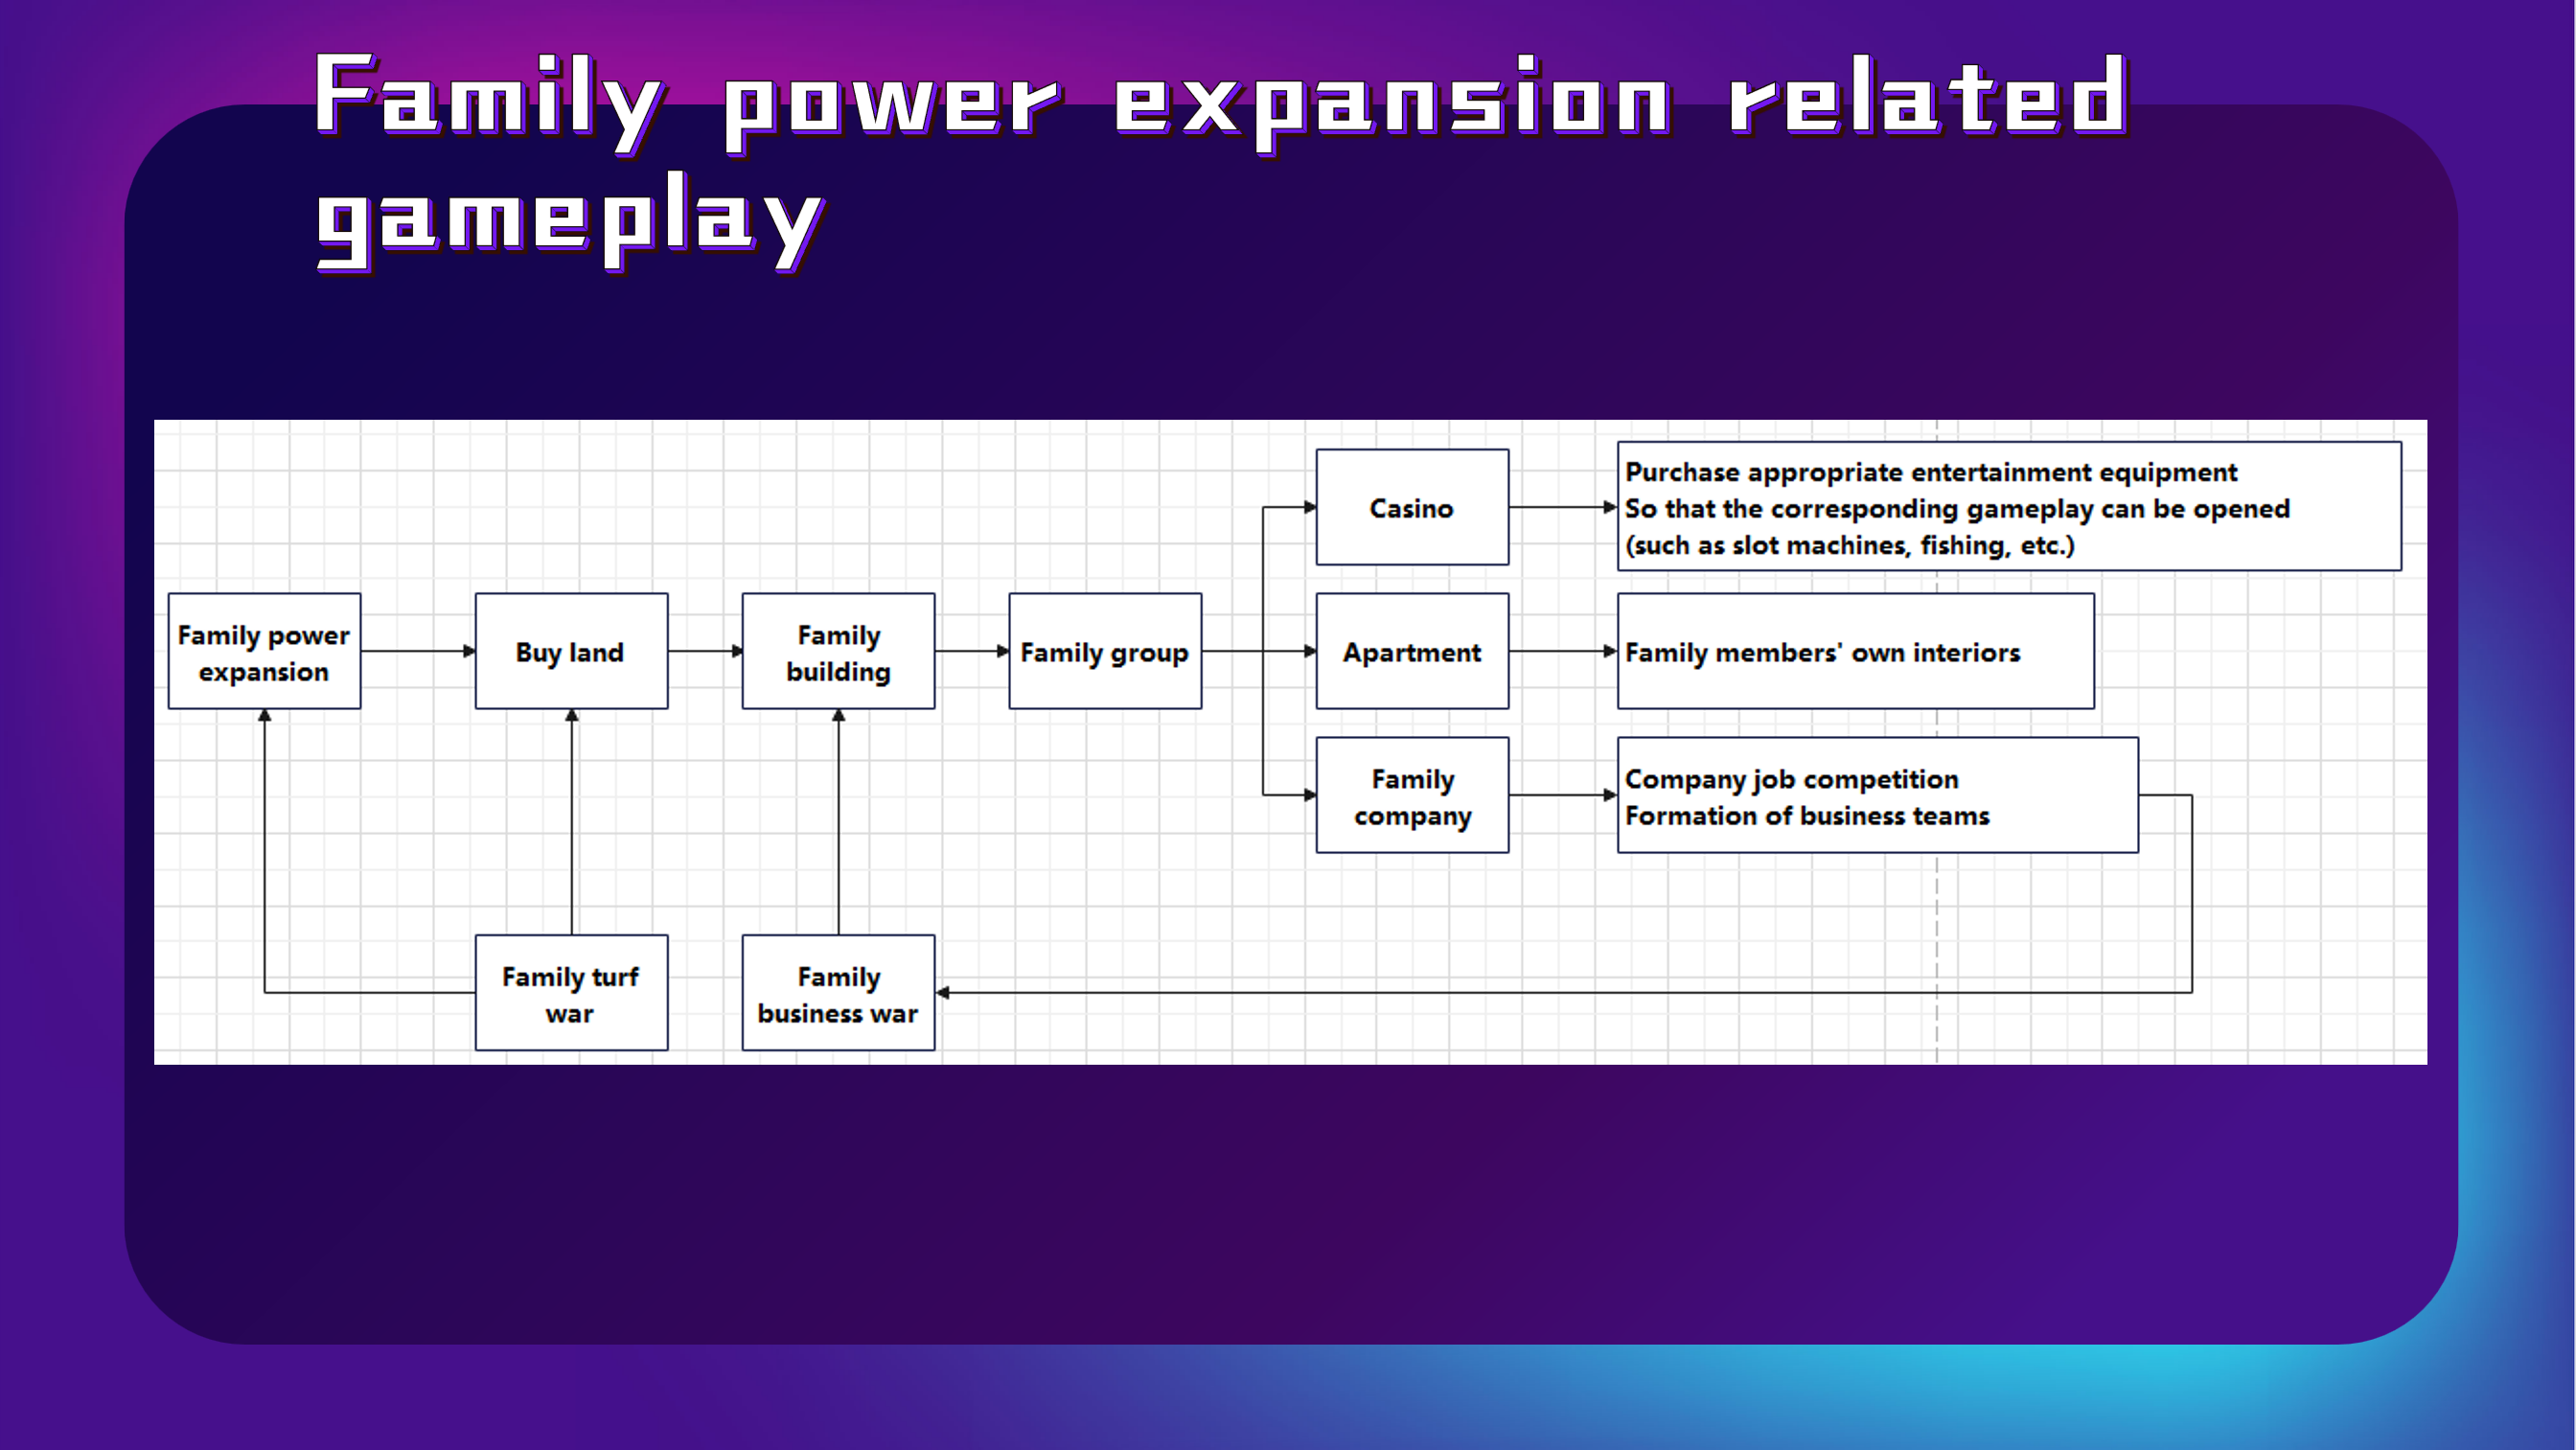 Family power expansion related
gameplay
Casino
Purchase appropriate entertainment equipment
So that the corresponding gameplay can be opened
(such as slot machines, fishing, etc.)
Family power
expansion
Buy land
Family
building
Family group
Apartment
Family members' own interiors
Family
company
Company job competition
Formation of business teams
Family turf
war
Family
business war